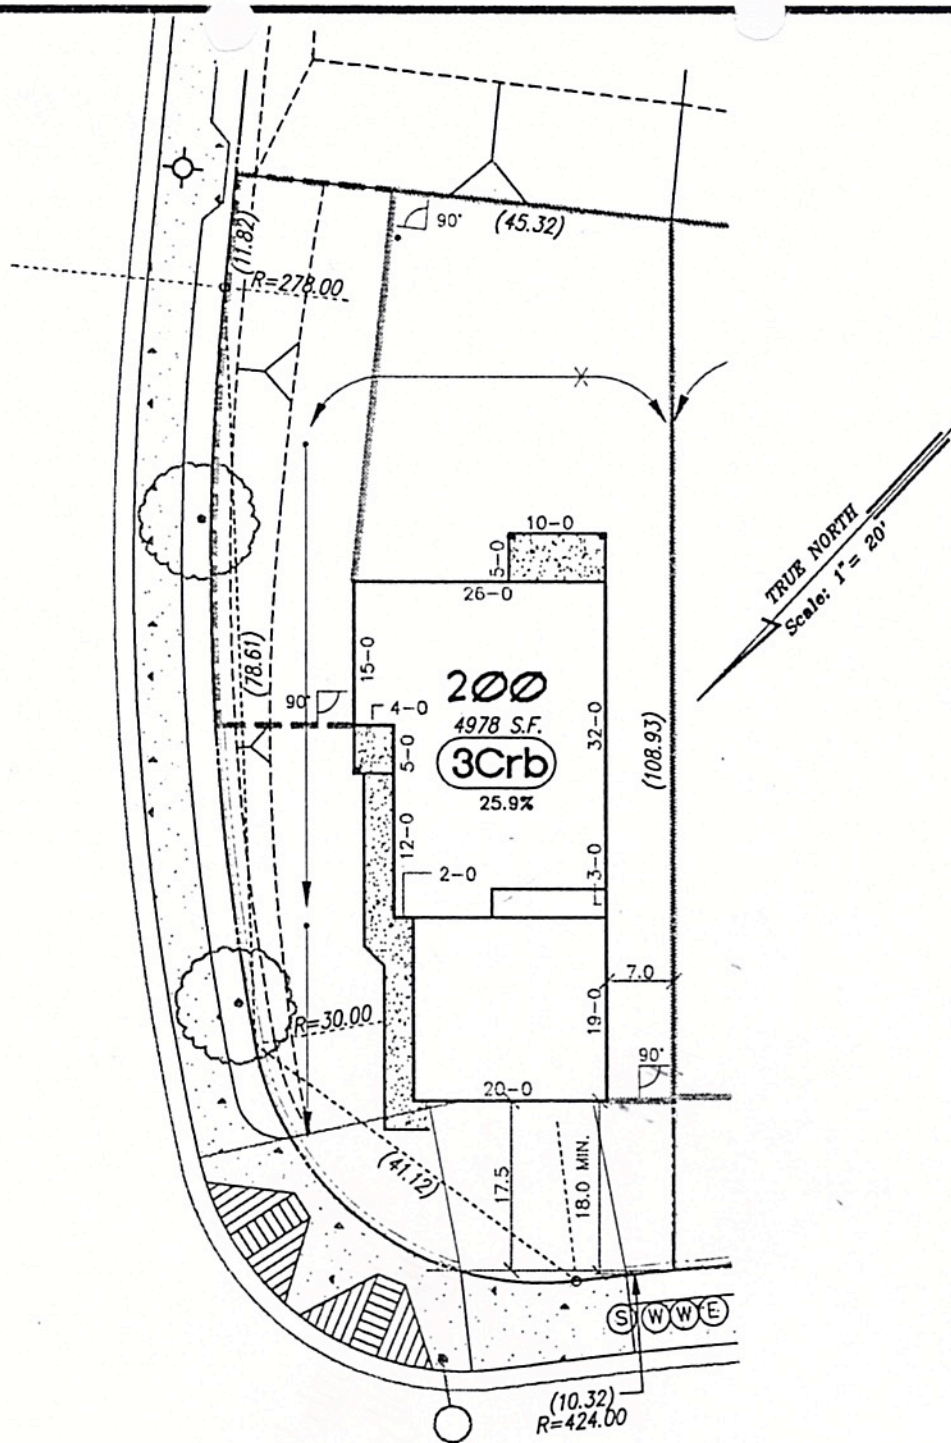 90°
(45.32)
(11.82)
R=278.00
10-0
5-0
26-0
TRUE NORTH
Scale: 1"= 20'
15-0
(78.61)
200
90°
4-0
4978 S.F.
32-0
5-0
3Crb
(108.93)
25.9%
12-0
2-0
3-0
7.0
19-0
R=30.00
90°
20-0
(41.12)
17.5
18.0 MIN.
S W W E
(10.32)
R=424.00